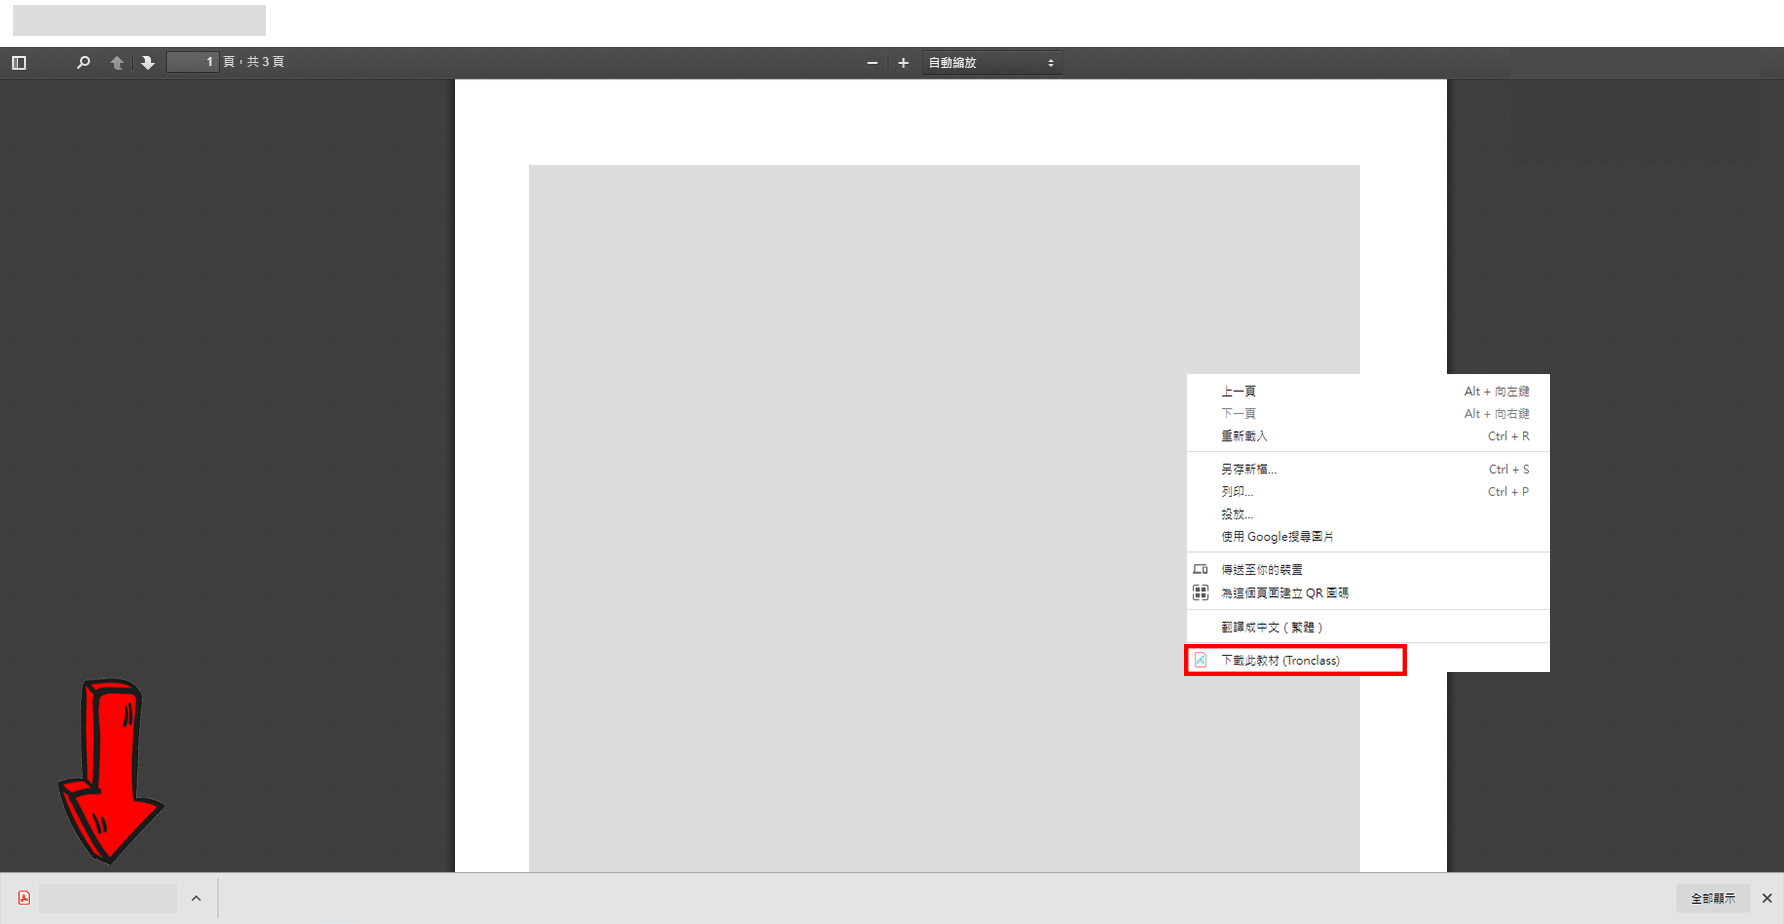 1 頁，共 3 頁
自動縮放
上一頁 Alt + 向左鍵
下一頁 Alt + 向右鍵
重新載入 Ctrl + R
另存新檔... Ctrl + S
列印... Ctrl + P
投放...
使用 Google搜尋圖片
傳送至你的裝置
為這個頁面建立 QR 圖碼
翻譯成中文 ( 繁體 )
下載此教材 (Tronclass)
全部顯示